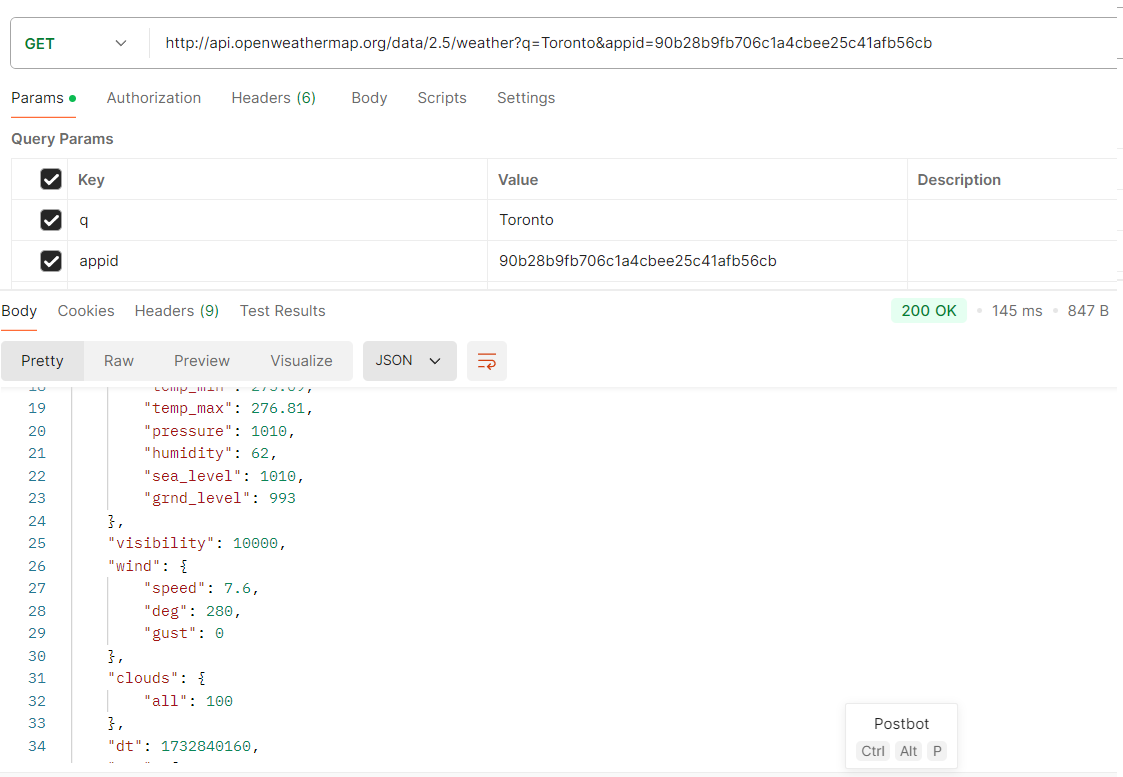 GET http://api.openweathermap.org/data/2.5/weather?q=Toronto&appid=90b28b9fb706c1a4cbee25c41afb56cb
Params Authorization Headers (6) Body Scripts Settings
Query Params
Key Value Description
q Toronto
appid 90b28b9fb706c1a4cbee25c41afb56cb
Body Cookies Headers (9) Test Results 200 OK 145 ms 847 B
Pretty Raw Preview Visualize JSON
19 "temp_max": 276.81,
20 "pressure": 1010,
21 "humidity": 62,
22 "sea_level": 1010,
23 "grnd_level": 993
24 },
25 "visibility": 10000,
26 "wind": {
27 "speed": 7.6,
28 "deg": 280,
29 "gust": 0
30 },
31 "clouds": {
32 "all": 100
33 },
34 "dt": 1732840160,
Postbot
Ctrl Alt P